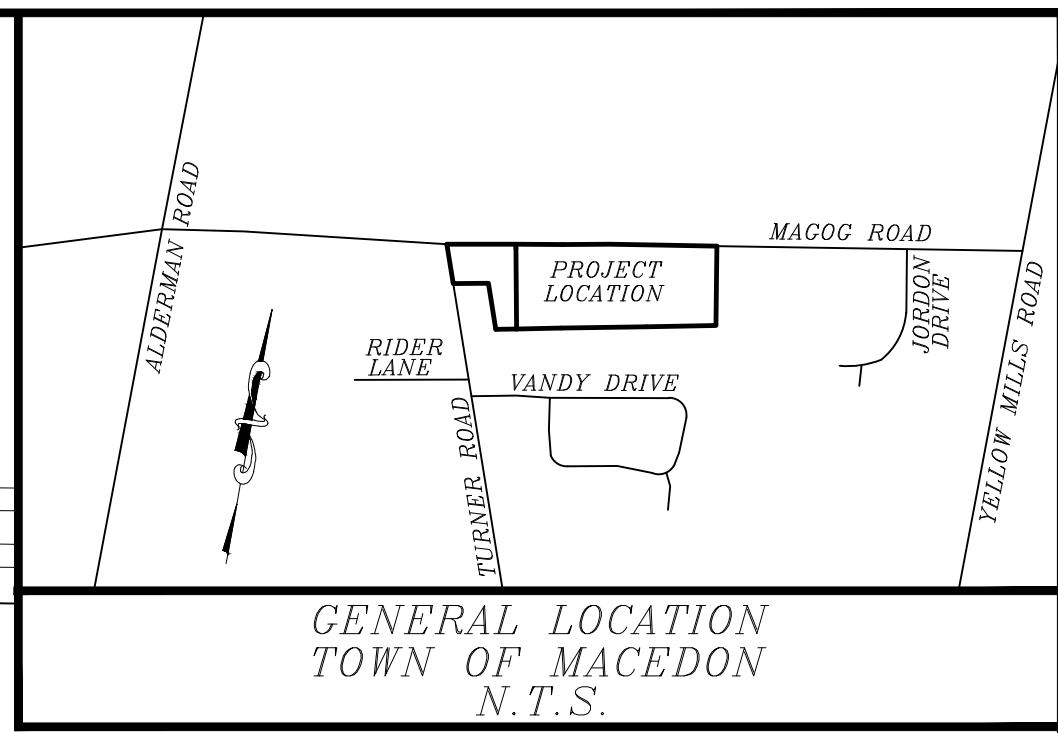 ALDERMAN ROAD
MAGOG ROAD
PROJECT
LOCATION
JORDON
DRIVE
YELLOW MILLS ROAD
RIDER
LANE
VANDY DRIVE
TURNER ROAD
GENERAL LOCATION
TOWN OF MACEDON
N.T.S.